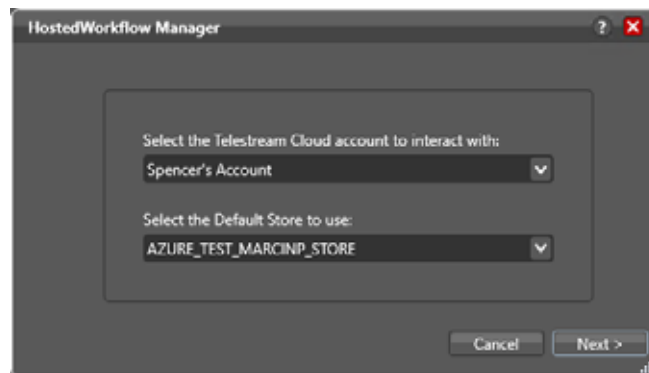 HostedWorkflow Manager
?
Select the Telestream Cloud account to interact with:
Spencer's Account
Select the Default Store to use:
AZURE_TEST_MARCINP_STORE
Cancel
Next >